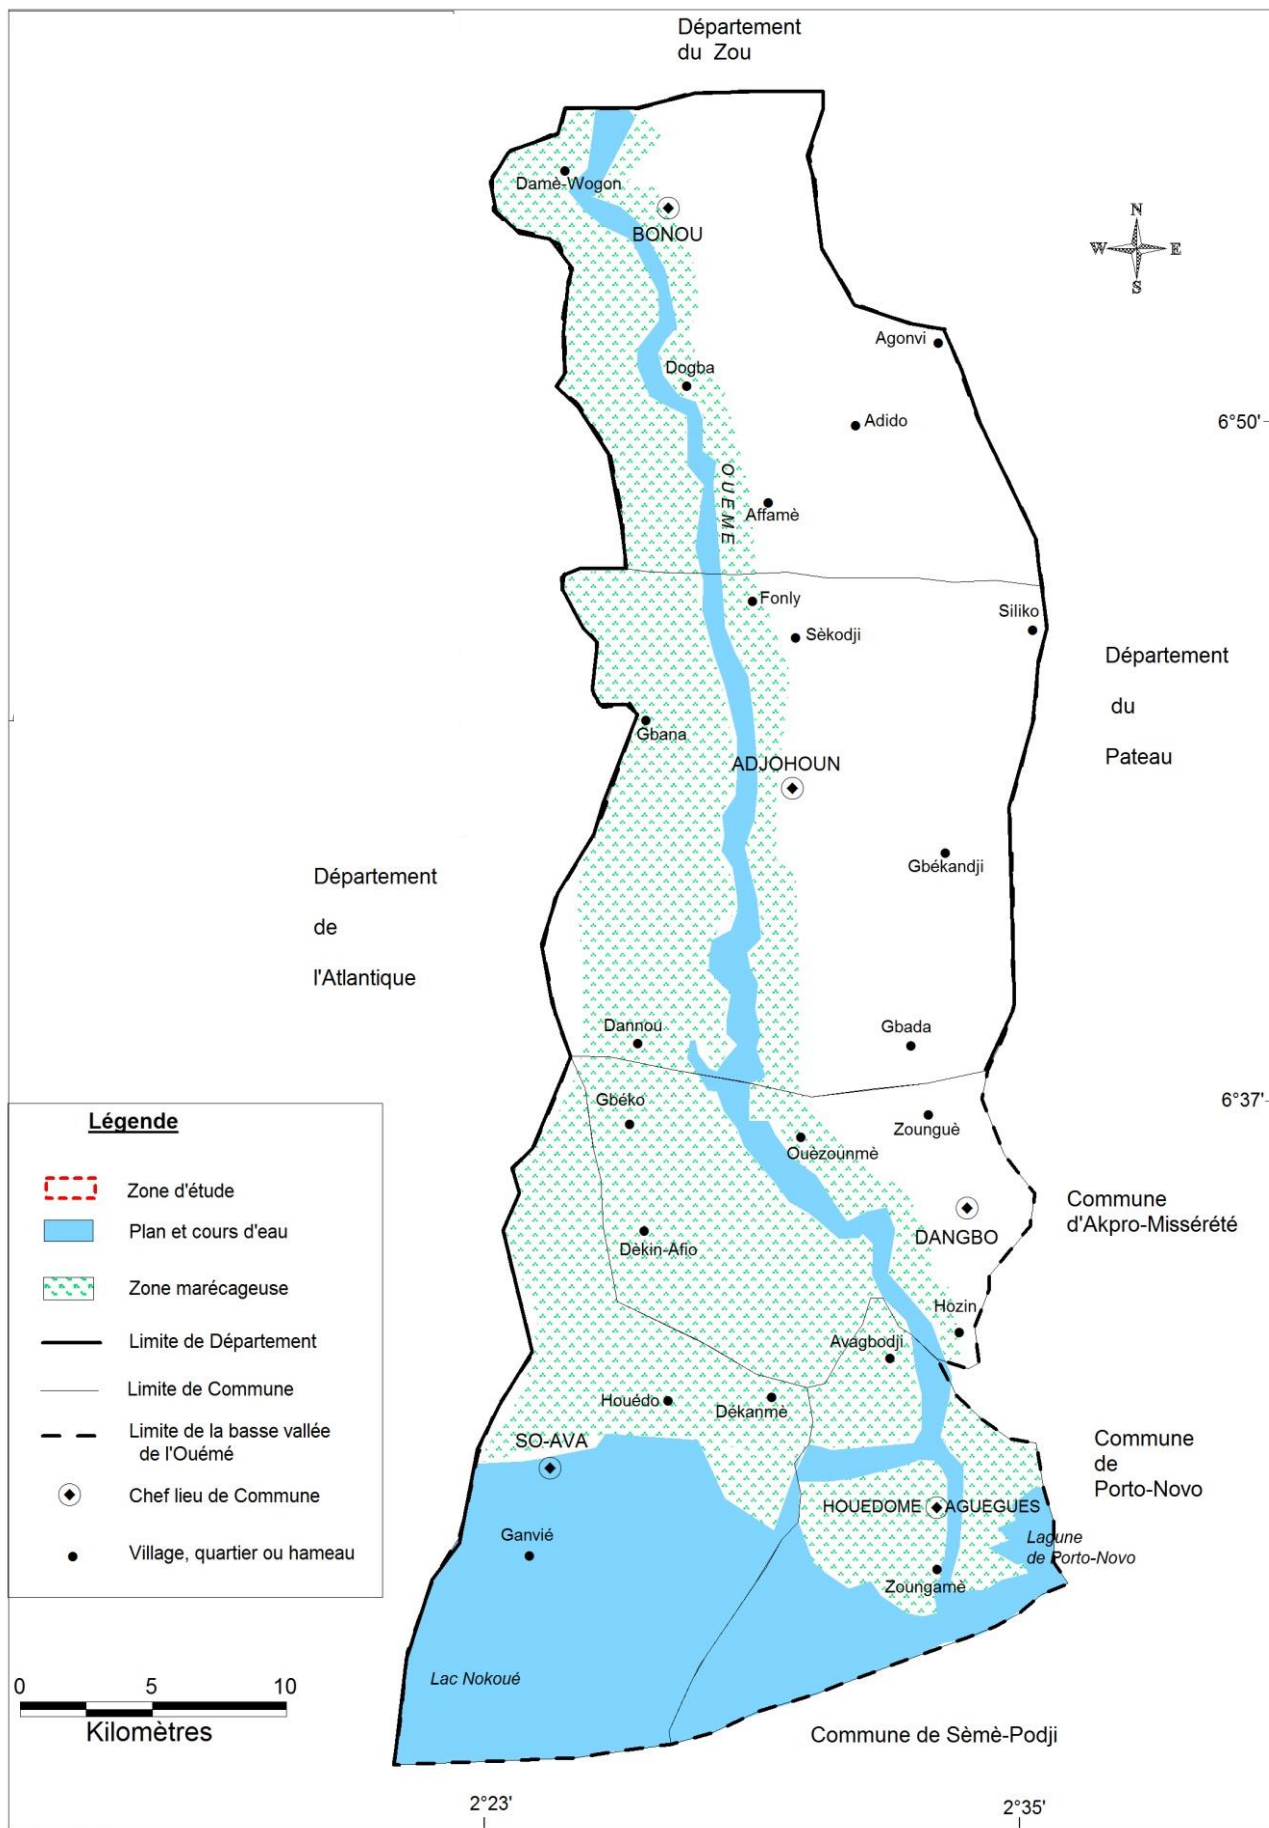 Département
du Zou
Damè-Wogon
BONOU
N
W
E
S
Agonvi
Dogba
Adido
6°50'
OUEME
Affamè
Fonly
Siliko
Sèkodji
Département
du
Pateau
Gbana
ADJOHOUN
Gbékandji
Département
de
l'Atlantique
Dannou
Gbada
6°37'
Gbéko
Zounguè
Ouèzounmè
Commune
d'Akpro-Missérété
DANGBO
Dékin-Afio
Hozin
Avagbodji
Houédo
Dékanmè
SO-AVA
Commune
de
Porto-Novo
HOUEDOME AGUEGUES
Ganvié
Lagune
de Porto-Novo
Zoungamè
Lac Nokoué
Commune de Sèmè-Podji
Légende
Zone d'étude
Plan et cours d'eau
Zone marécageuse
Limite de Département
Limite de Commune
Limite de la basse vallée
de l'Ouémé
Chef lieu de Commune
Village, quartier ou hameau
0 5 10
Kilomètres
2°23'
2°35'